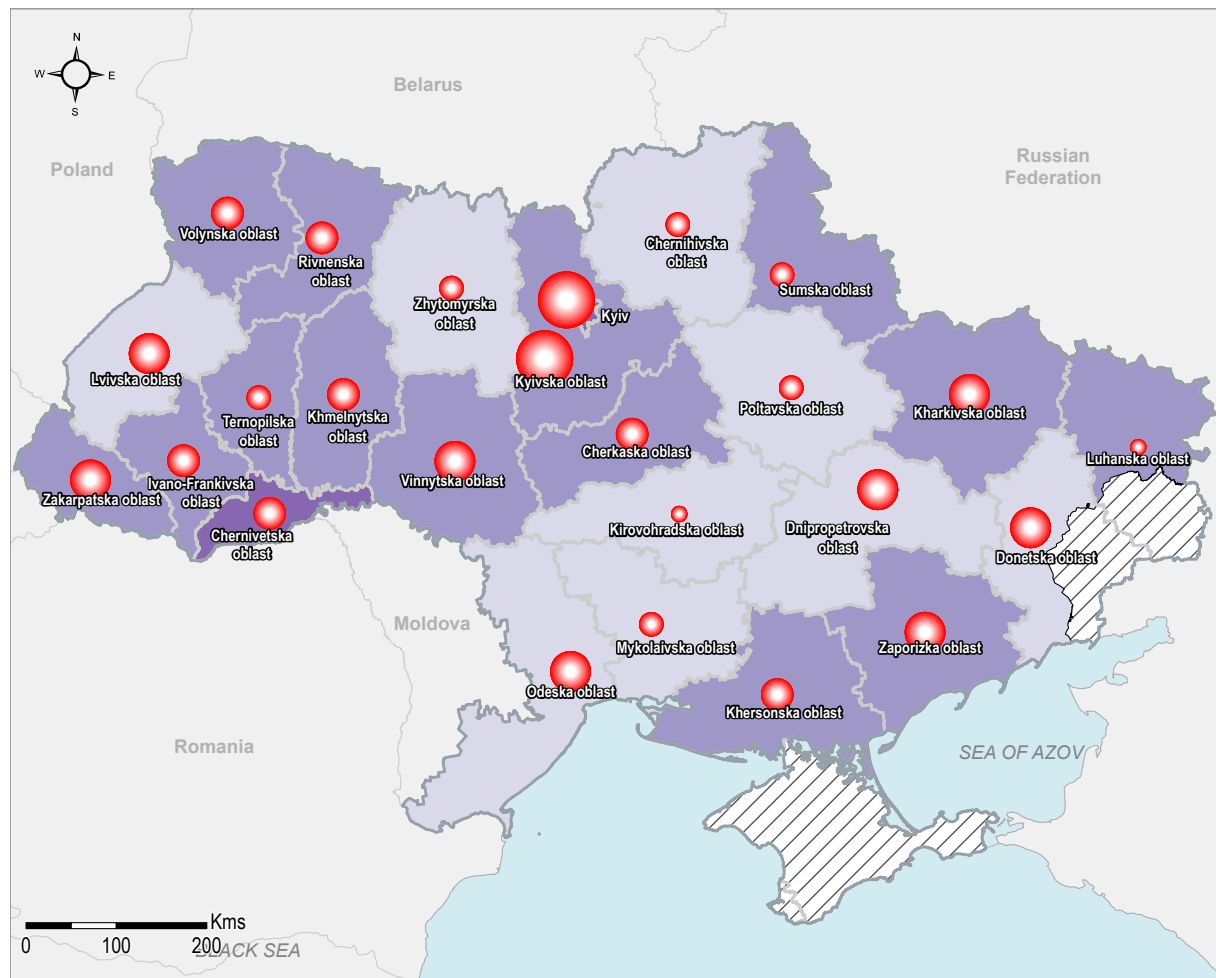 N
W E
S
Belarus
Poland
Russian
Federation
Volynska oblast
Rivnenska
oblast
Chernihivska
oblast
Sumska oblast
Zhytomyrska
oblast
Kyiv
Lvivska oblast
Kyivska oblast
Ternopilska
oblast
Khmelnytska
oblast
Poltavska oblast
Kharkivska oblast
Cherkaska oblast
Luhanska oblast
Zakarpatska oblast
Ivano-Frankivska
oblast
Vinnytska oblast
Chernivetska
oblast
Kirovohradska oblast
Dnipropetrovska
oblast
Donetska oblast
Moldova
Mykolaivska oblast
Zaporizka oblast
Odeska oblast
Khersonska oblast
Romania
SEA OF AZOV
Kms
0 100 200
BLACK SEA